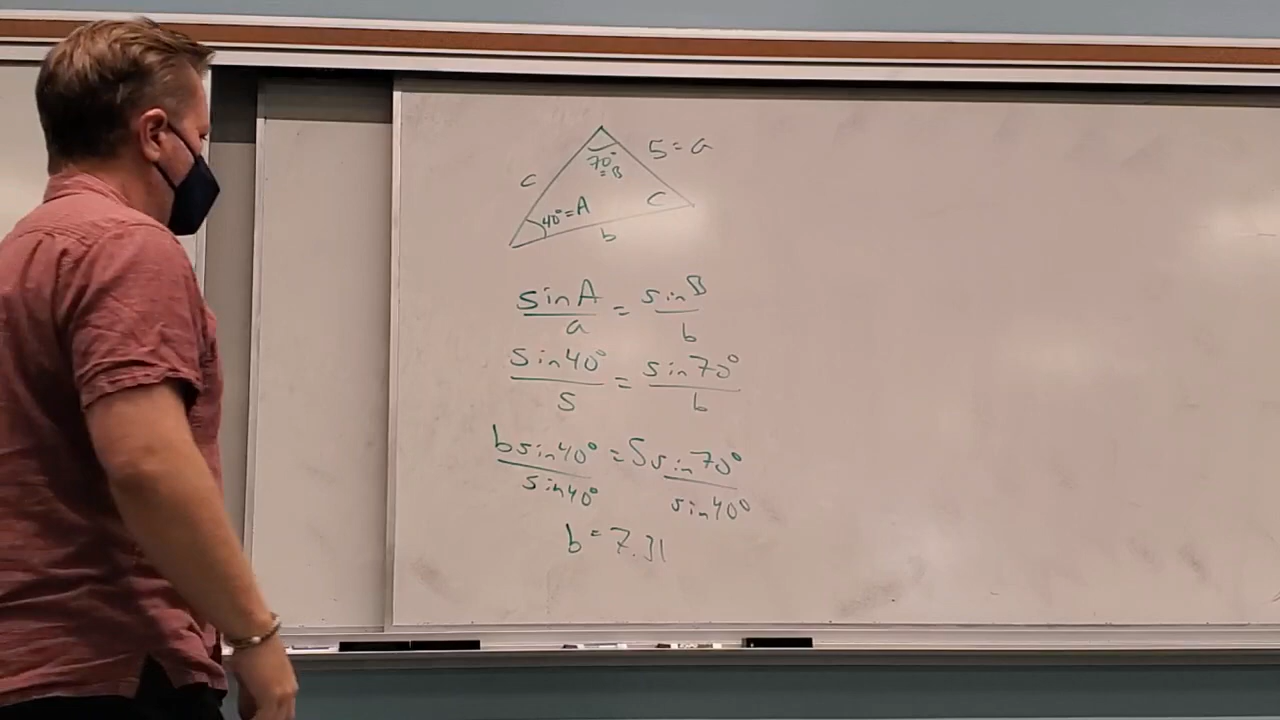 70°
= B
5 = a
c
40° = A
C
b
sin A / a = sin B / b
sin 40° / 5 = sin 70° / b
b sin 40° / sin 40° = 5 sin 70° / sin 40°
b = 7.31